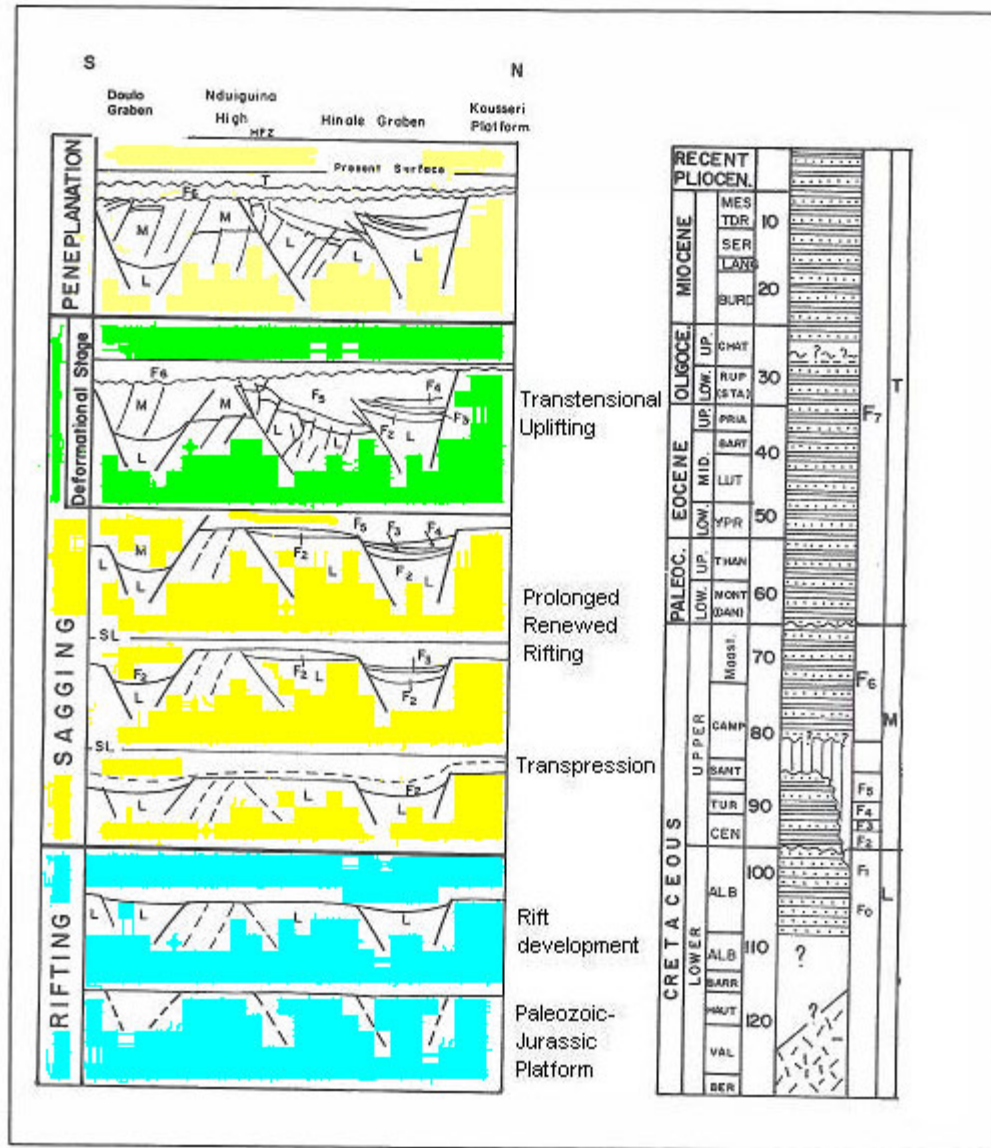 S
N
Doulo
Graben
Nduiguina
High
HFZ
Hinale Graben
Kousseri
Platform
PENEPLANATION
Present Surface
T
F6
M
M
L
L
L
L
Deformational Stage
F6
M
M
F5
F4
F3
F2
L
L
L
L
Transtensional
Uplifting
SAGGING
F5
F3
F4
M
L
L
F2
L
F2
L
Prolonged
Renewed
Rifting
SL
F2
L
F2
L
F3
F2
SL
Transpression
L
F2
L
L
RIFTING
L
L
L
L
Rift
development
Paleozoic-
Jurassic
Platform
RECENT
PLIOCEN.
MIOCENE
MES
TOR
SER
LANG
BURD
10
20
OLIGOCE.
UP.
LOW.
CHAT
RUP
(STA)
30
? ?
EOCENE
UP.
MID.
LOW.
PRIA
BART
LUT
YPR
40
50
PALEOC.
UP.
LOW.
THAN
MONT
(DAN)
60
F7
T
CRETACEOUS
UPPER
Maast.
CAMP
SANT
TUR
CEN
70
80
90
? ?
F6
M
F5
F4
F3
F2
LOWER
ALB
ALB
BARR
HAUT
VAL
BER
100
110
120
?
?
F1
F0
L